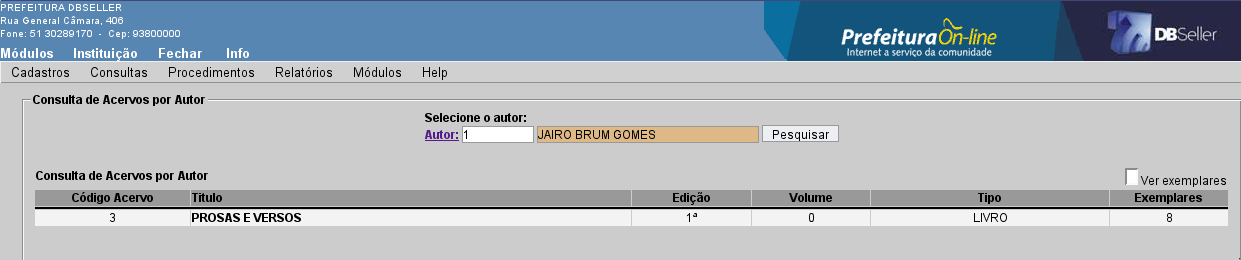 PREFEITURA DBSELLER
Rua General Câmara, 406
Fone: 51 30289170 - Cep: 93800000
Prefeitura On-line
Internet a serviço da comunidade
DBSeller
Módulos Instituição Fechar Info
Cadastros Consultas Procedimentos Relatórios Módulos Help
Consulta de Acervos por Autor
Selecione o autor:
Autor: 1 JAIRO BRUM GOMES Pesquisar
Consulta de Acervos por Autor Ver exemplares
Código Acervo Titulo Edição Volume Tipo Exemplares
3 PROSAS E VERSOS 1ª 0 LIVRO 8